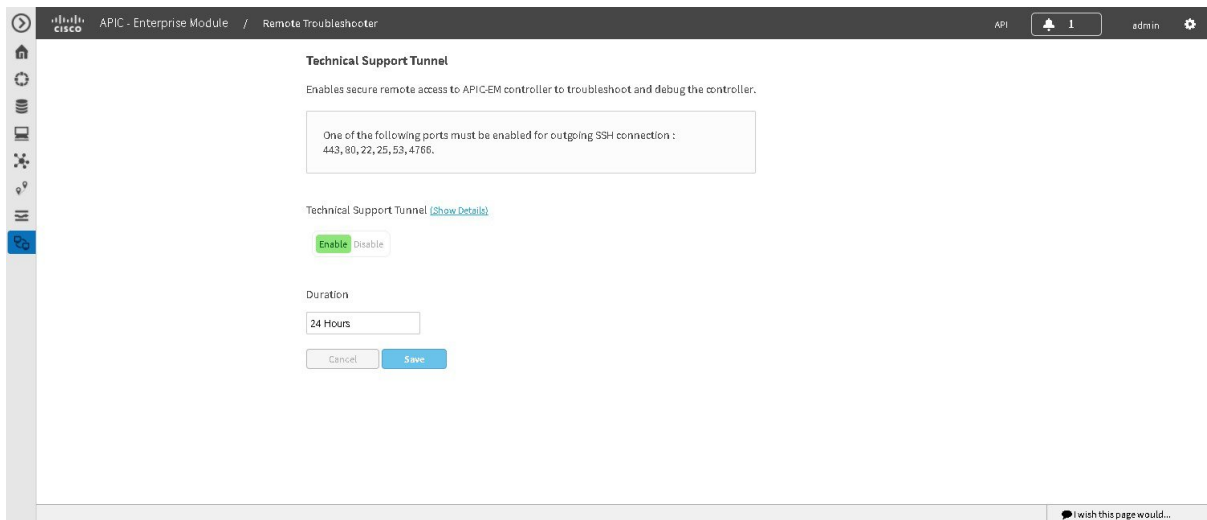 CISCO APIC - Enterprise Module / Remote Troubleshooter API 1 admin
Technical Support Tunnel
Enables secure remote access to APIC-EM controller to troubleshoot and debug the controller.
One of the following ports must be enabled for outgoing SSH connection :
443, 80, 22, 25, 53, 4766.
Technical Support Tunnel (Show Details)
Enable Disable
Duration
24 Hours
Cancel Save
I wish this page would...